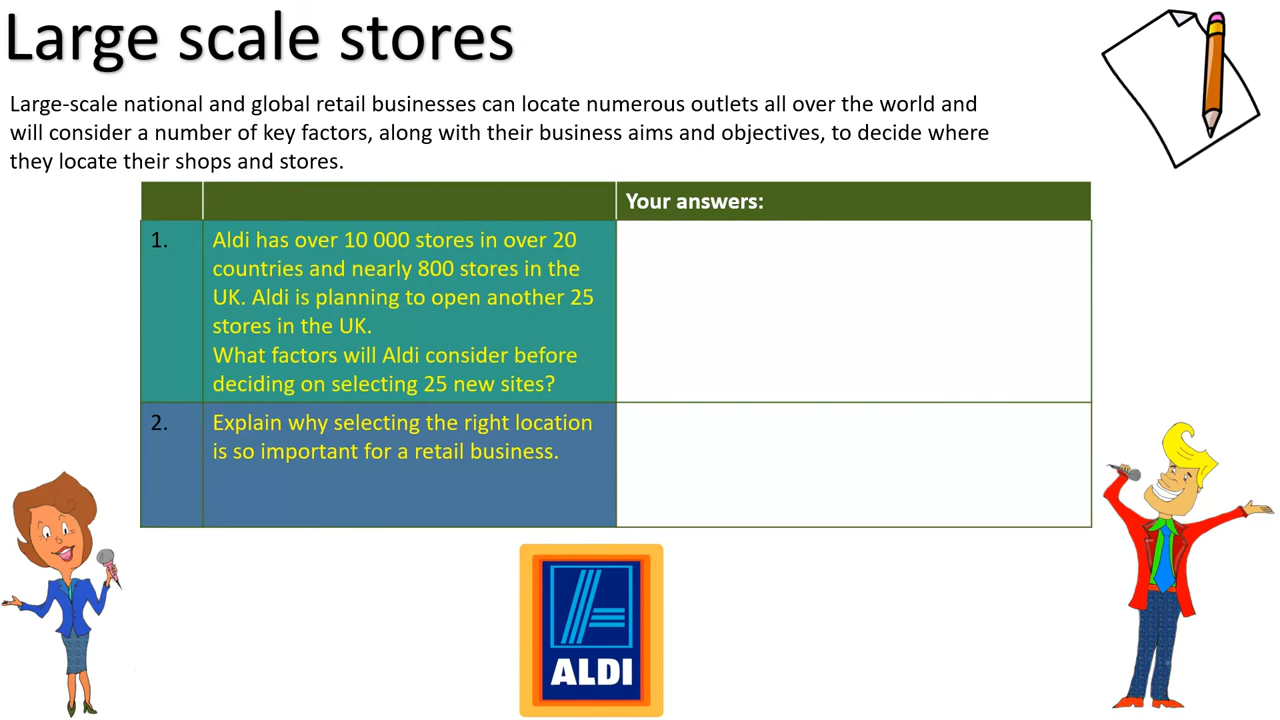 Large scale stores
Large-scale national and global retail businesses can locate numerous outlets all over the world and
will consider a number of key factors, along with their business aims and objectives, to decide where
they locate their shops and stores.
Your answers:
1.
Aldi has over 10 000 stores in over 20
countries and nearly 800 stores in the
UK. Aldi is planning to open another 25
stores in the UK.
What factors will Aldi consider before
deciding on selecting 25 new sites?
2.
Explain why selecting the right location
is so important for a retail business.
ALDI